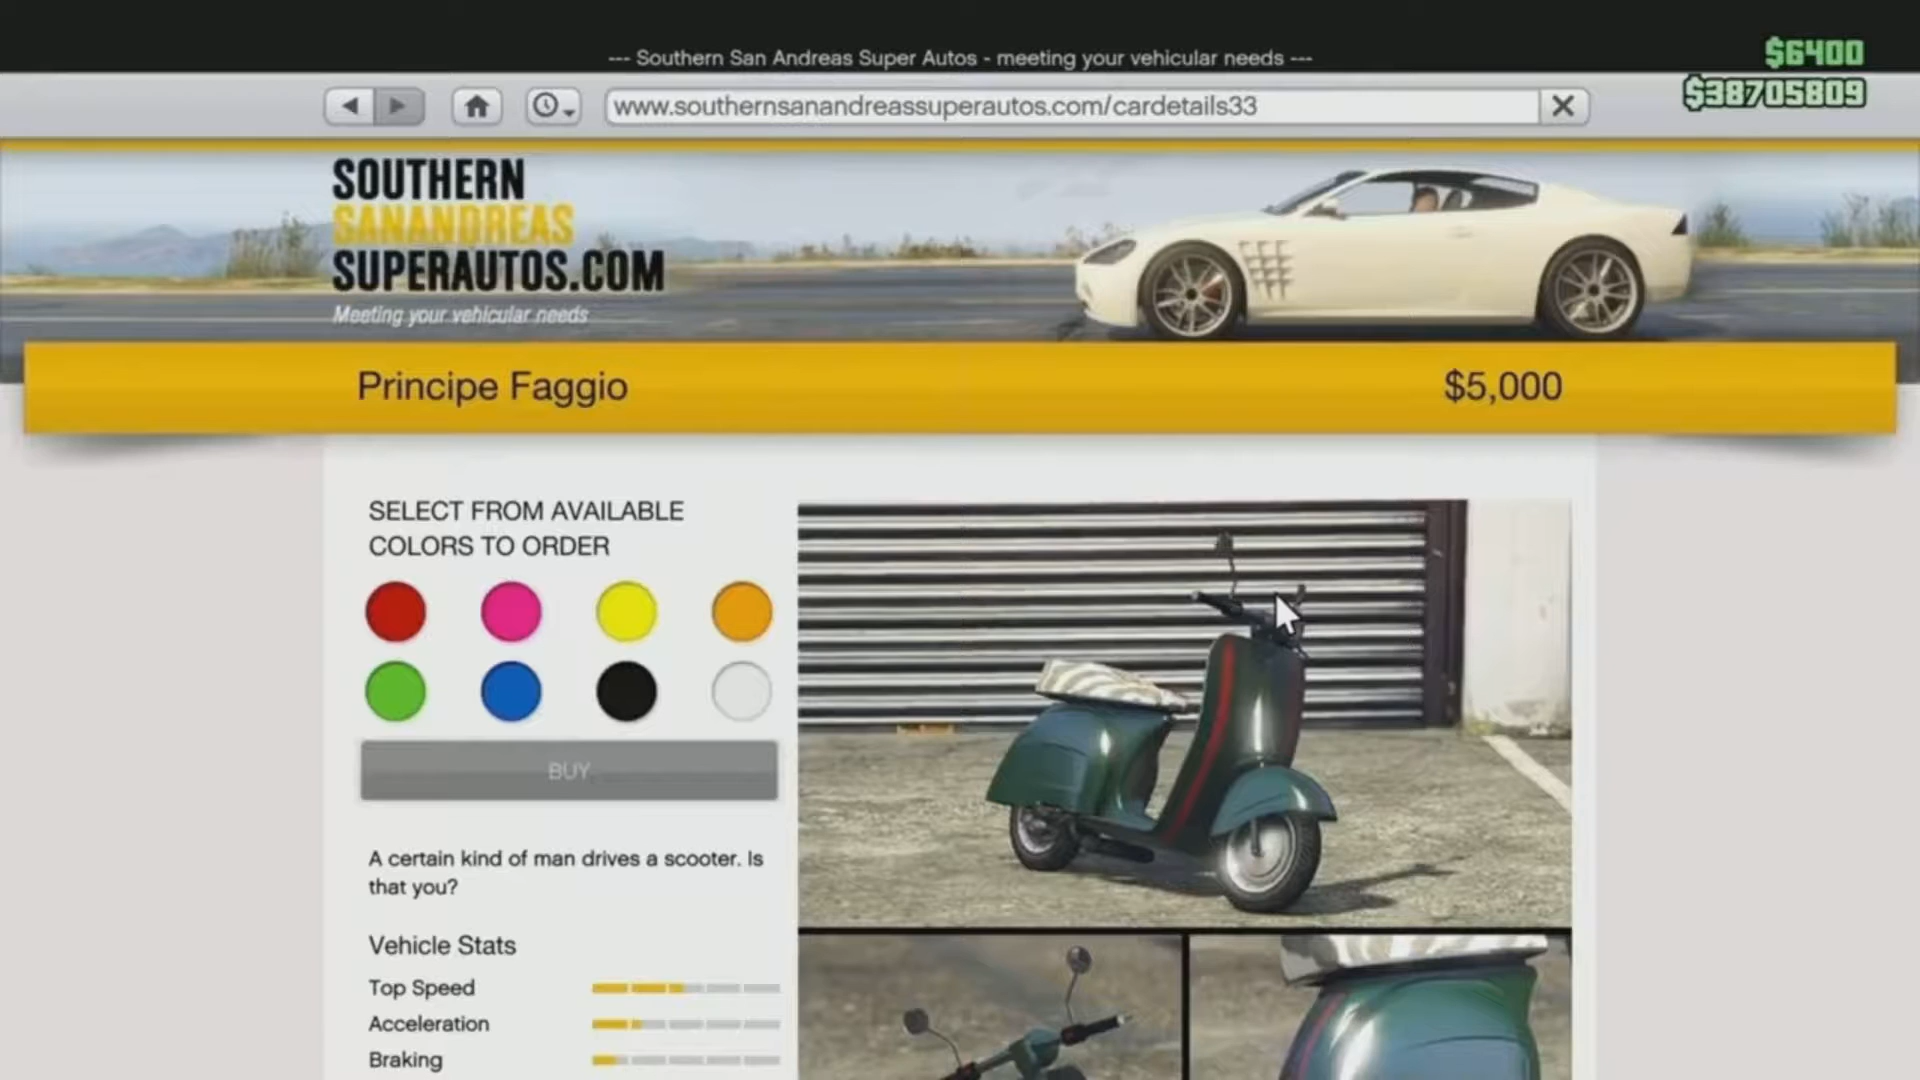 --- Southern San Andreas Super Autos - meeting your vehicular needs ---
$6400
$38705809
www.southernsanandreassuperautos.com/cardetails33
SOUTHERN
SANANDREAS
SUPERAUTOS.COM
Meeting your vehicular needs
Principe Faggio
$5,000
SELECT FROM AVAILABLE
COLORS TO ORDER
BUY
A certain kind of man drives a scooter. Is
that you?
Vehicle Stats
Top Speed
Acceleration
Braking